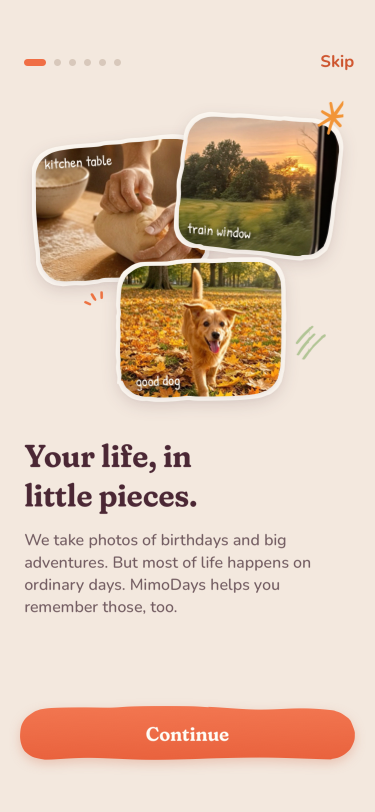 Skip
kitchen table
train window
good dog
Your life, in
little pieces.
We take photos of birthdays and big
adventures. But most of life happens on
ordinary days. MimoDays helps you
remember those, too.
Continue